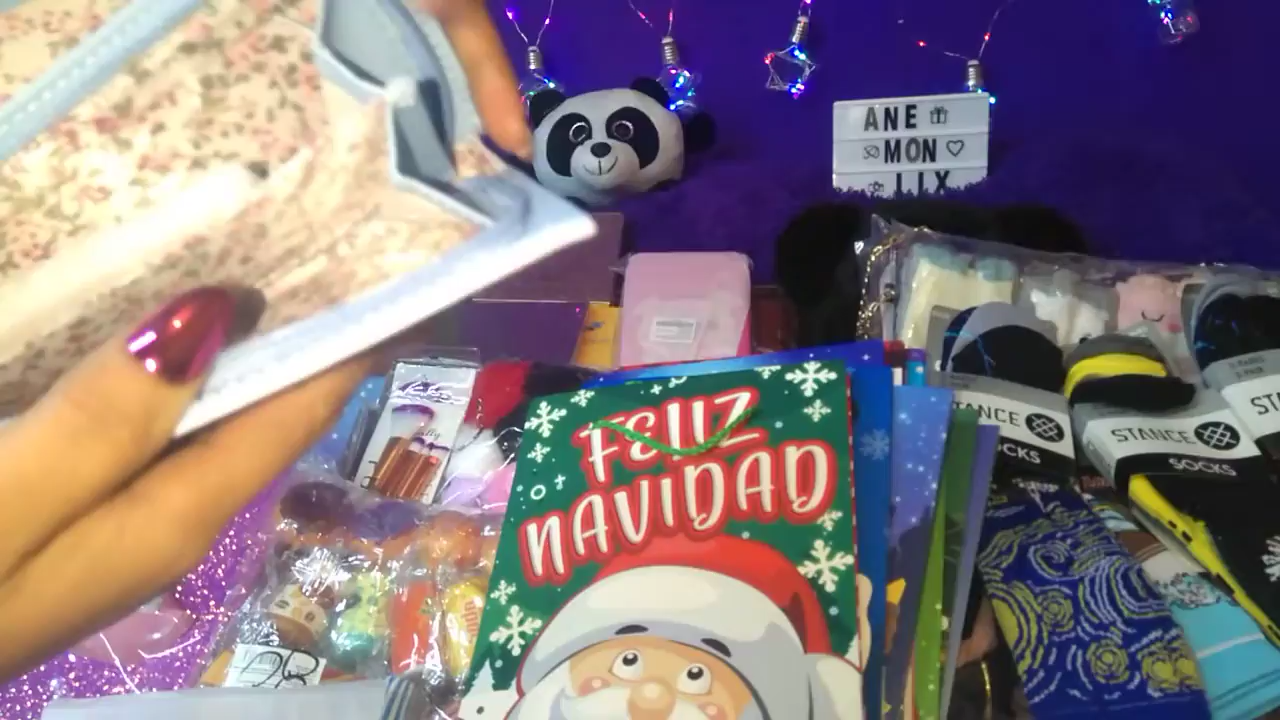 ANE
MON
LIX
FELIZ
NAVIDAD
STANCE
SOCKS
STANCE
SOCKS